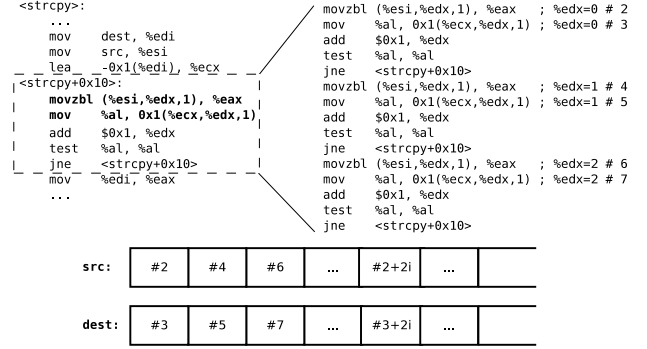 <strcpy>:
...
mov dest, %edi
mov src, %esi
lea -0x1(%edi), %ecx
<strcpy+0x10>:
movzbl (%esi,%edx,1), %eax
mov %al, 0x1(%ecx,%edx,1)
add $0x1, %edx
test %al, %al
jne <strcpy+0x10>
mov %edi, %eax
...
movzbl (%esi,%edx,1), %eax ; %edx=0 # 2
mov %al, 0x1(%ecx,%edx,1) ; %edx=0 # 3
add $0x1, %edx
test %al, %al
jne <strcpy+0x10>
movzbl (%esi,%edx,1), %eax ; %edx=1 # 4
mov %al, 0x1(%ecx,%edx,1) ; %edx=1 # 5
add $0x1, %edx
test %al, %al
jne <strcpy+0x10>
movzbl (%esi,%edx,1), %eax ; %edx=2 # 6
mov %al, 0x1(%ecx,%edx,1) ; %edx=2 # 7
add $0x1, %edx
test %al, %al
jne <strcpy+0x10>
src: #2 #4 #6 ... #2+2i ...
dest: #3 #5 #7 ... #3+2i ...